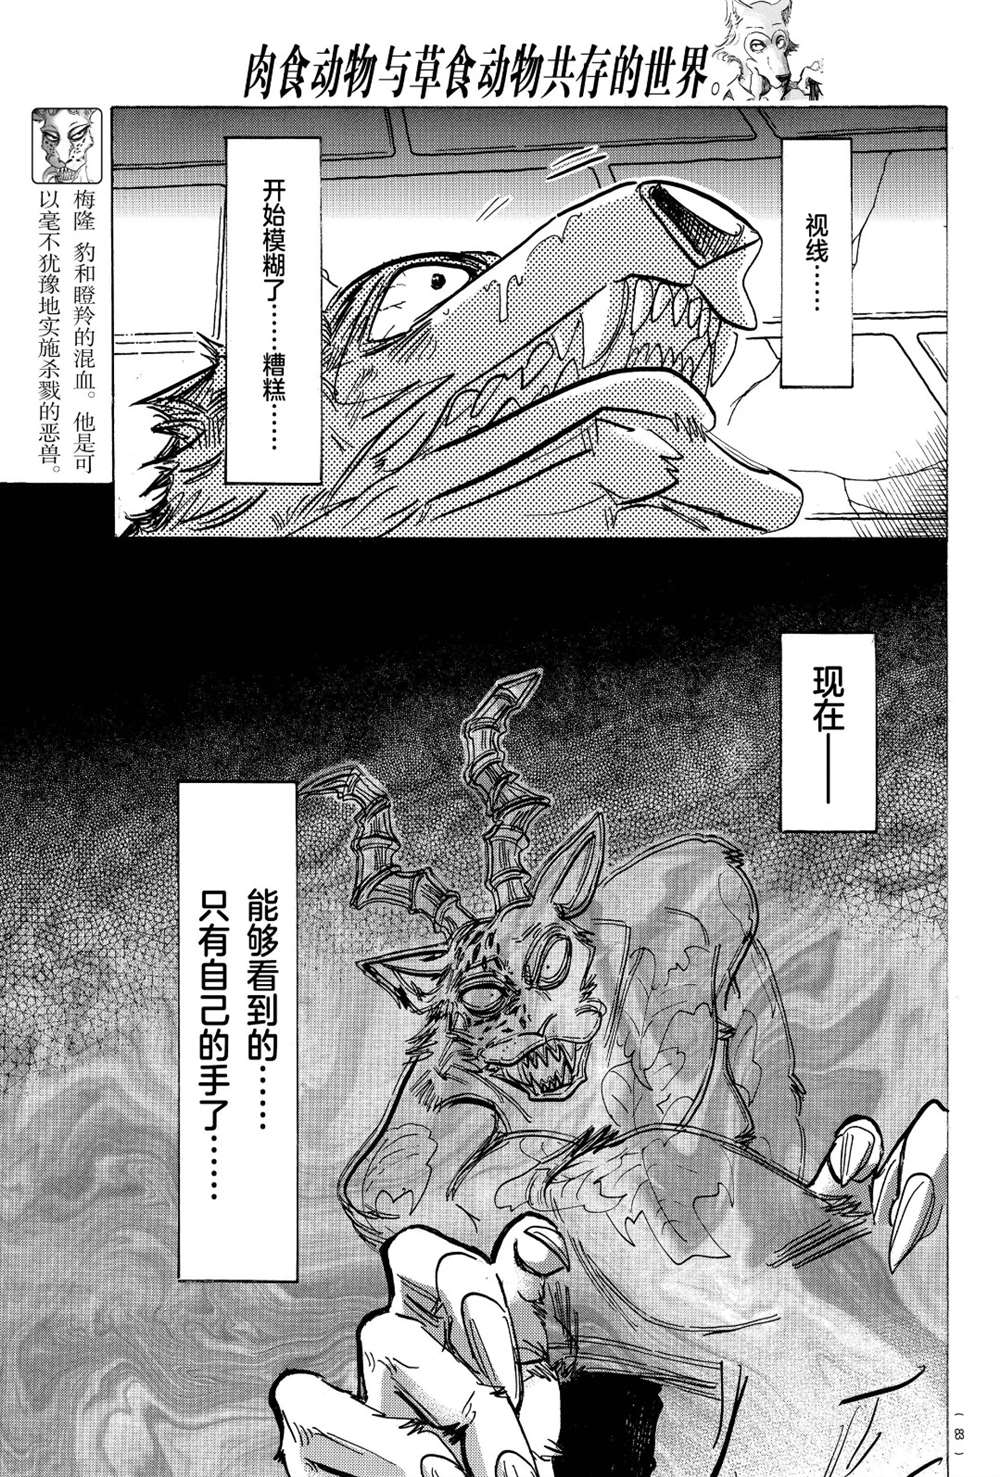 肉食动物与草食动物共存的世界。
视线……
开始模糊了……糟糕……
梅隆 豹和瞪羚的混血。他是可
以毫不犹豫地实施杀戮的恶兽。
现在——
能够看到的……
只有自己的手了……